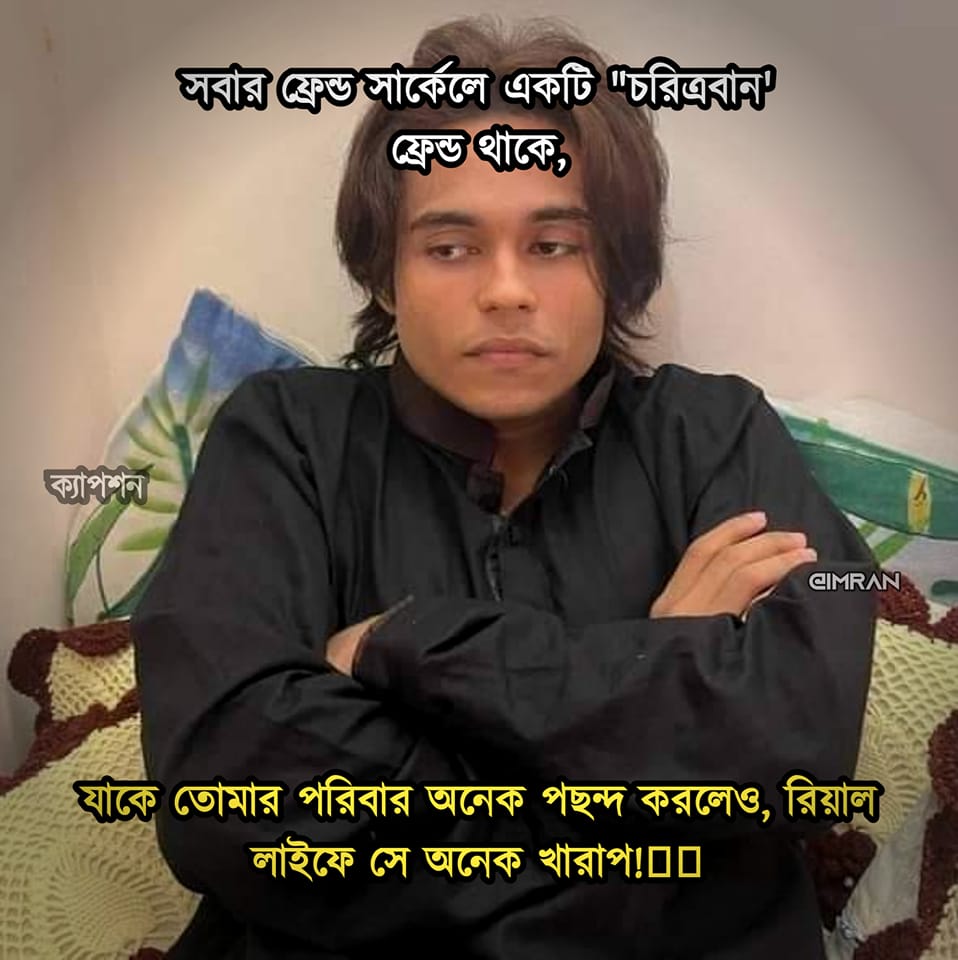 সবার ফ্রেন্ড সার্কেলে একটি "চরিত্রবান'
ফ্রেন্ড থাকে,
ক্যাপশন
@IMRAN
যাকে তোমার পরিবার অনেক পছন্দ করলেও, রিয়াল
লাইফে সে অনেক খারাপ!